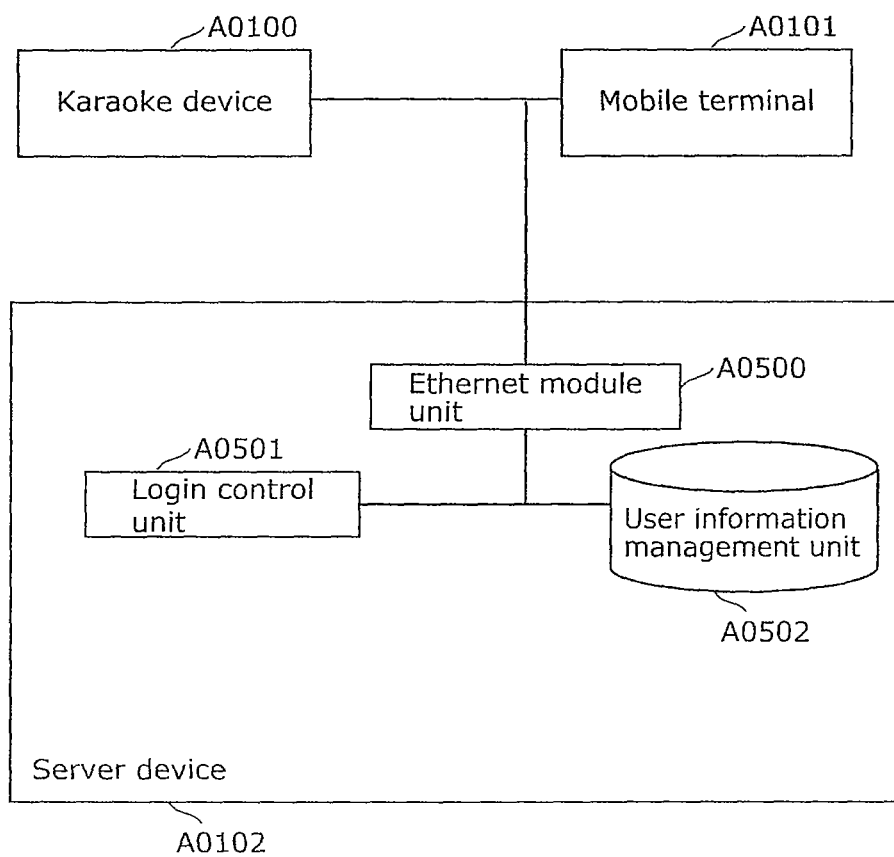 A0100
A0101
Karaoke device
Mobile terminal
Ethernet module
unit
A0500
A0501
Login control
unit
User information
management unit
A0502
Server device
A0102